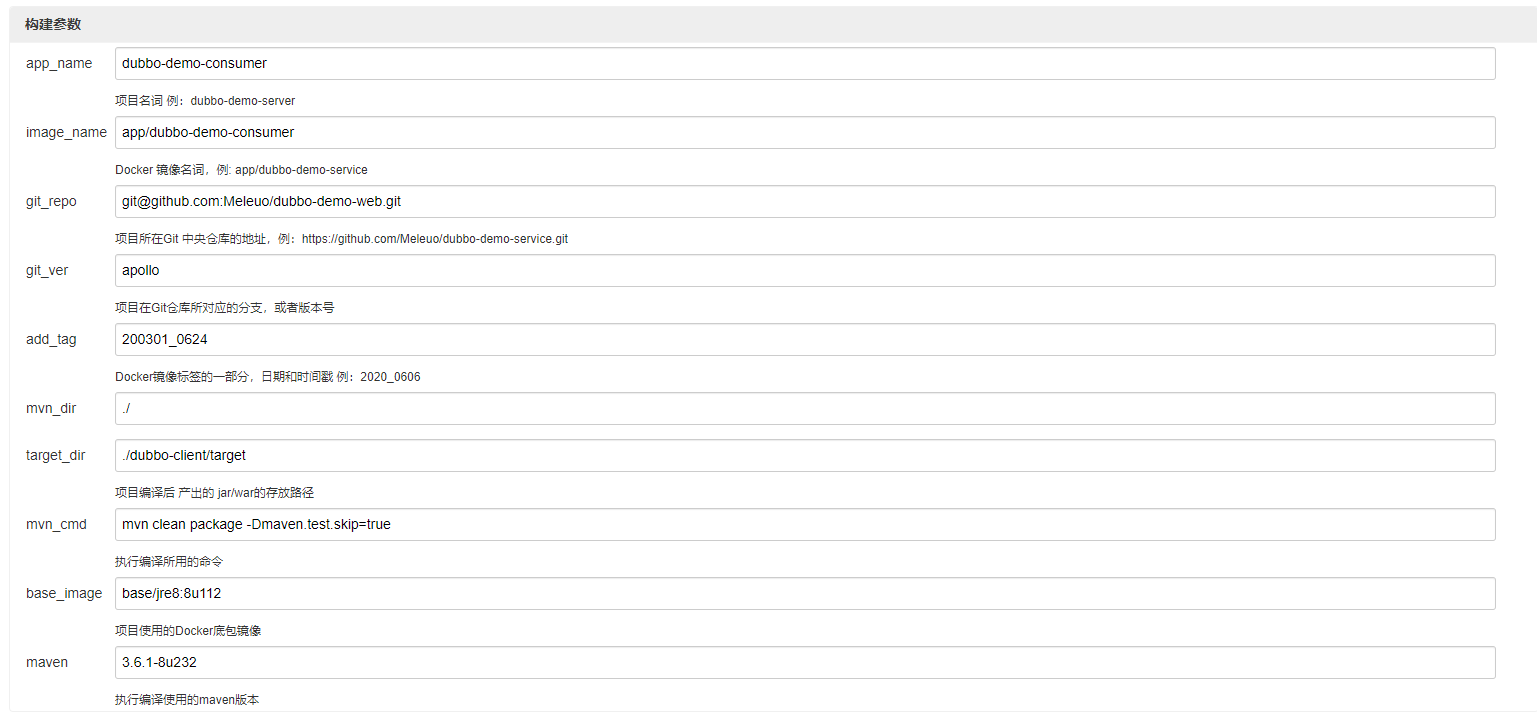 构建参数
app_name dubbo-demo-consumer
项目名词 例：dubbo-demo-server
image_name app/dubbo-demo-consumer
Docker 镜像名词，例: app/dubbo-demo-service
git_repo git@github.com:Meleuo/dubbo-demo-web.git
项目所在Git 中央仓库的地址，例：https://github.com/Meleuo/dubbo-demo-service.git
git_ver apollo
项目在Git仓库所对应的分支，或者版本号
add_tag 200301_0624
Docker镜像标签的一部分，日期和时间戳 例：2020_0606
mvn_dir ./
target_dir ./dubbo-client/target
项目编译后 产出的 jar/war的存放路径
mvn_cmd mvn clean package -Dmaven.test.skip=true
执行编译所用的命令
base_image base/jre8:8u112
项目使用的Docker底包镜像
maven 3.6.1-8u232
执行编译使用的maven版本